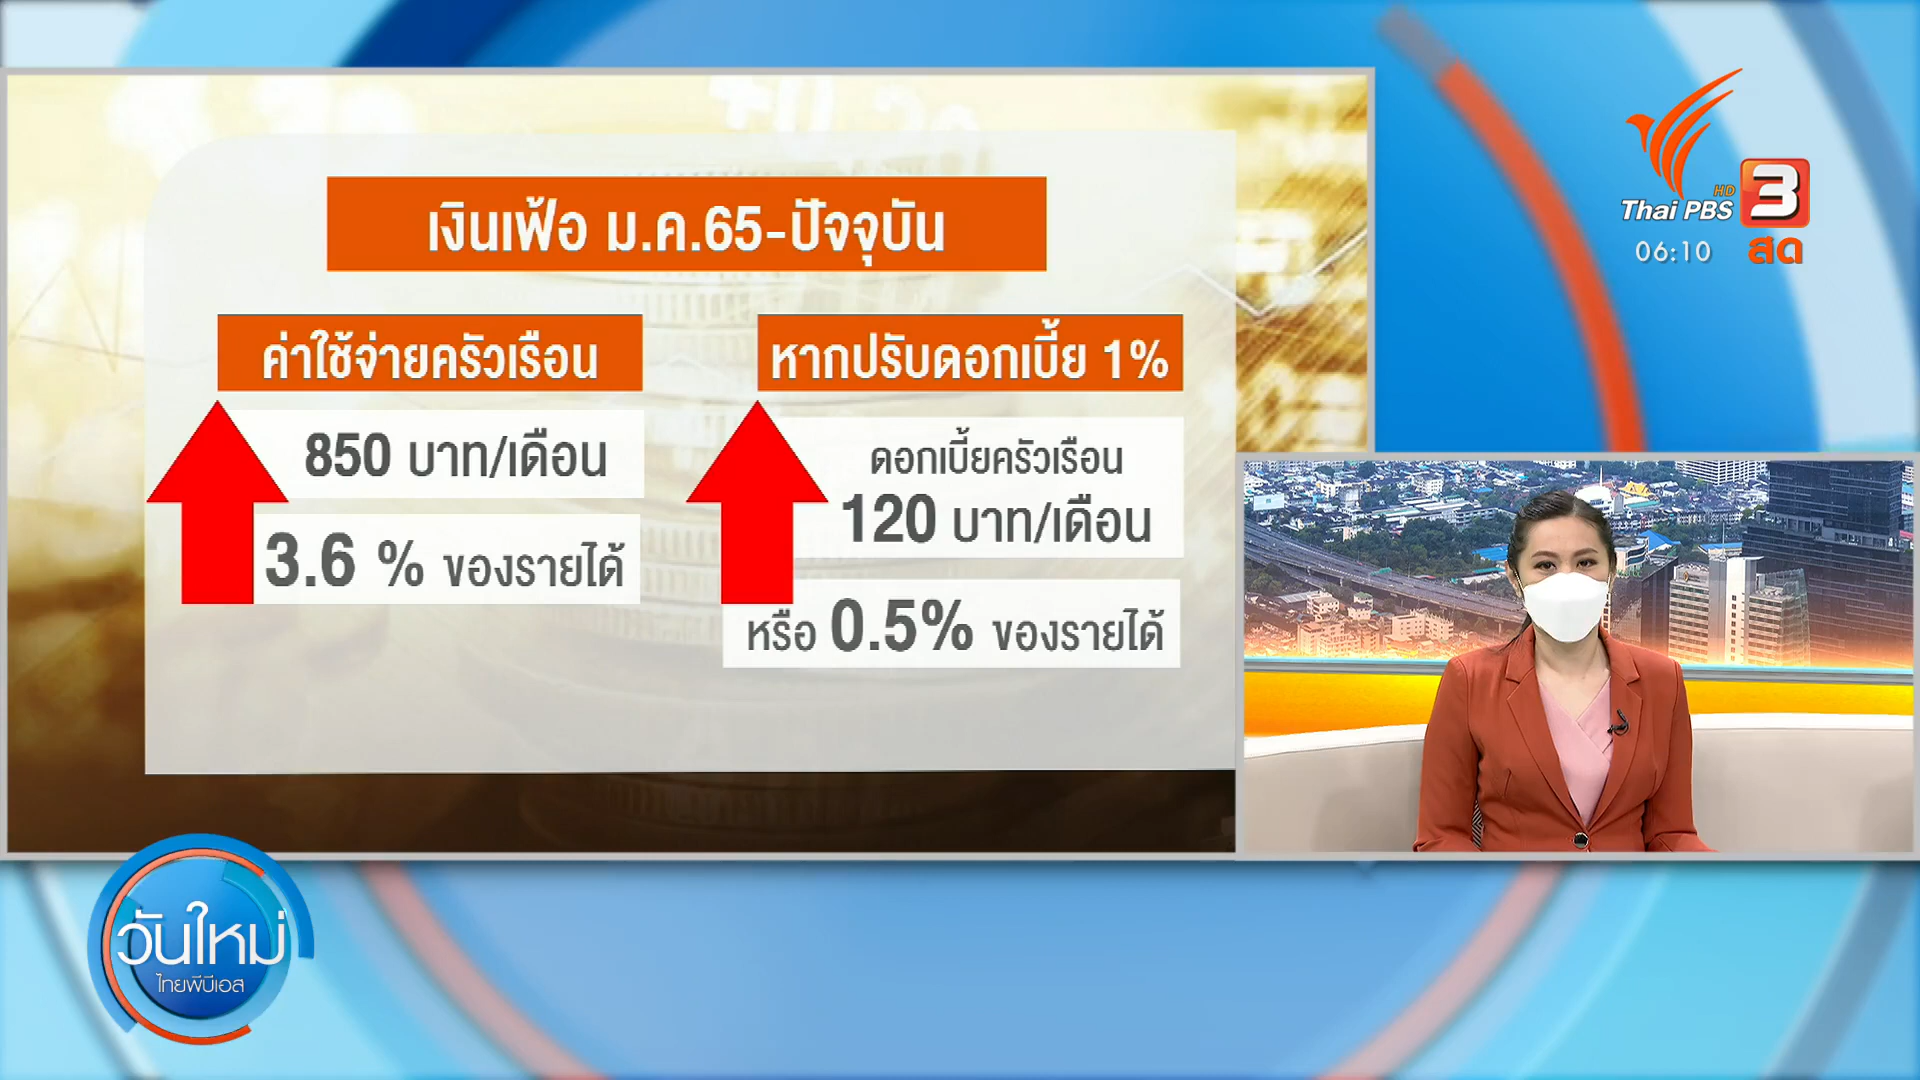 เงินเฟ้อ ม.ค.65-ปัจจุบัน
ค่าใช้จ่ายครัวเรือน
850 บาท/เดือน
3.6 % ของรายได้
หากปรับดอกเบี้ย 1%
ดอกเบี้ยครัวเรือน
120 บาท/เดือน
หรือ 0.5% ของรายได้
HD
Thai PBS 3
06:10 สด
วันใหม่
ไทยพีบีเอส